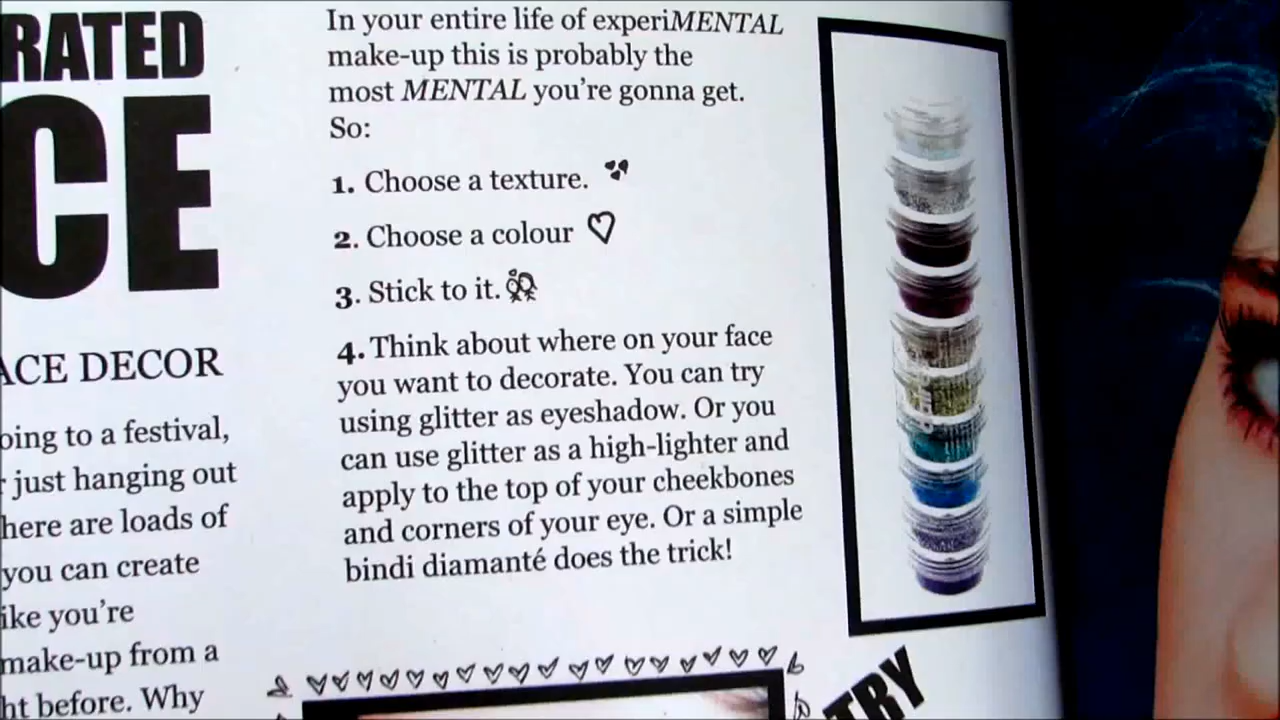 RATED
CE
ACE DECOR
oing to a festival,
r just hanging out
here are loads of
you can create
ike you're
make-up from a
ht before. Why
In your entire life of experiMENTAL
make-up this is probably the
most MENTAL you're gonna get.
So:
1. Choose a texture.
2. Choose a colour
3. Stick to it.
4. Think about where on your face
you want to decorate. You can try
using glitter as eyeshadow. Or you
can use glitter as a high-lighter and
apply to the top of your cheekbones
and corners of your eye. Or a simple
bindi diamanté does the trick!
TRY